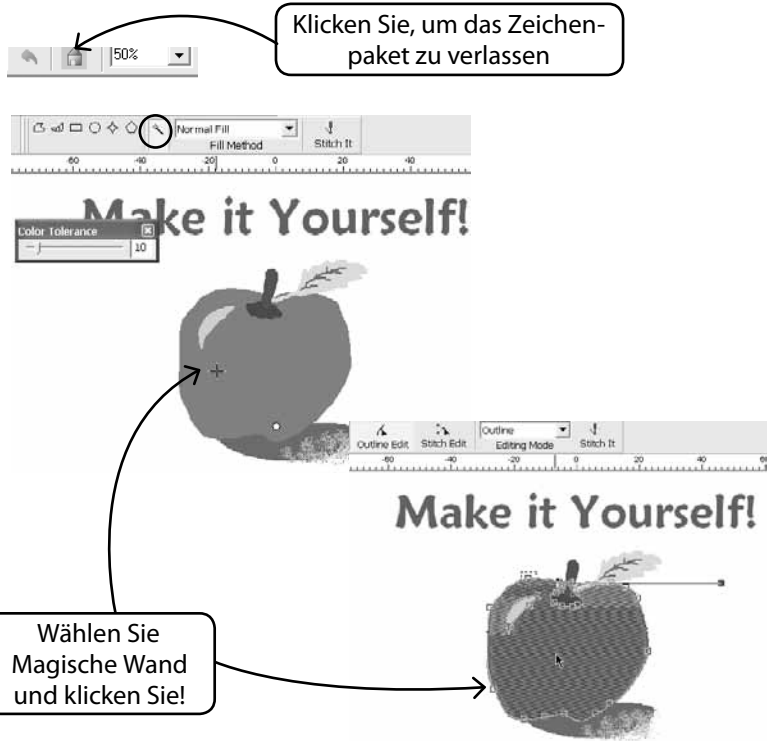 Klicken Sie, um das Zeichen-
paket zu verlassen
50%
Normal Fill
Fill Method
Stitch It
-60 -40 -20 0 20 40
Make it Yourself!
Color Tolerance
10
Outline Edit Stitch Edit Outline Editing Mode Stitch It
-60 -40 -20 0 20 40
Make it Yourself!
Wählen Sie
Magische Wand
und klicken Sie!